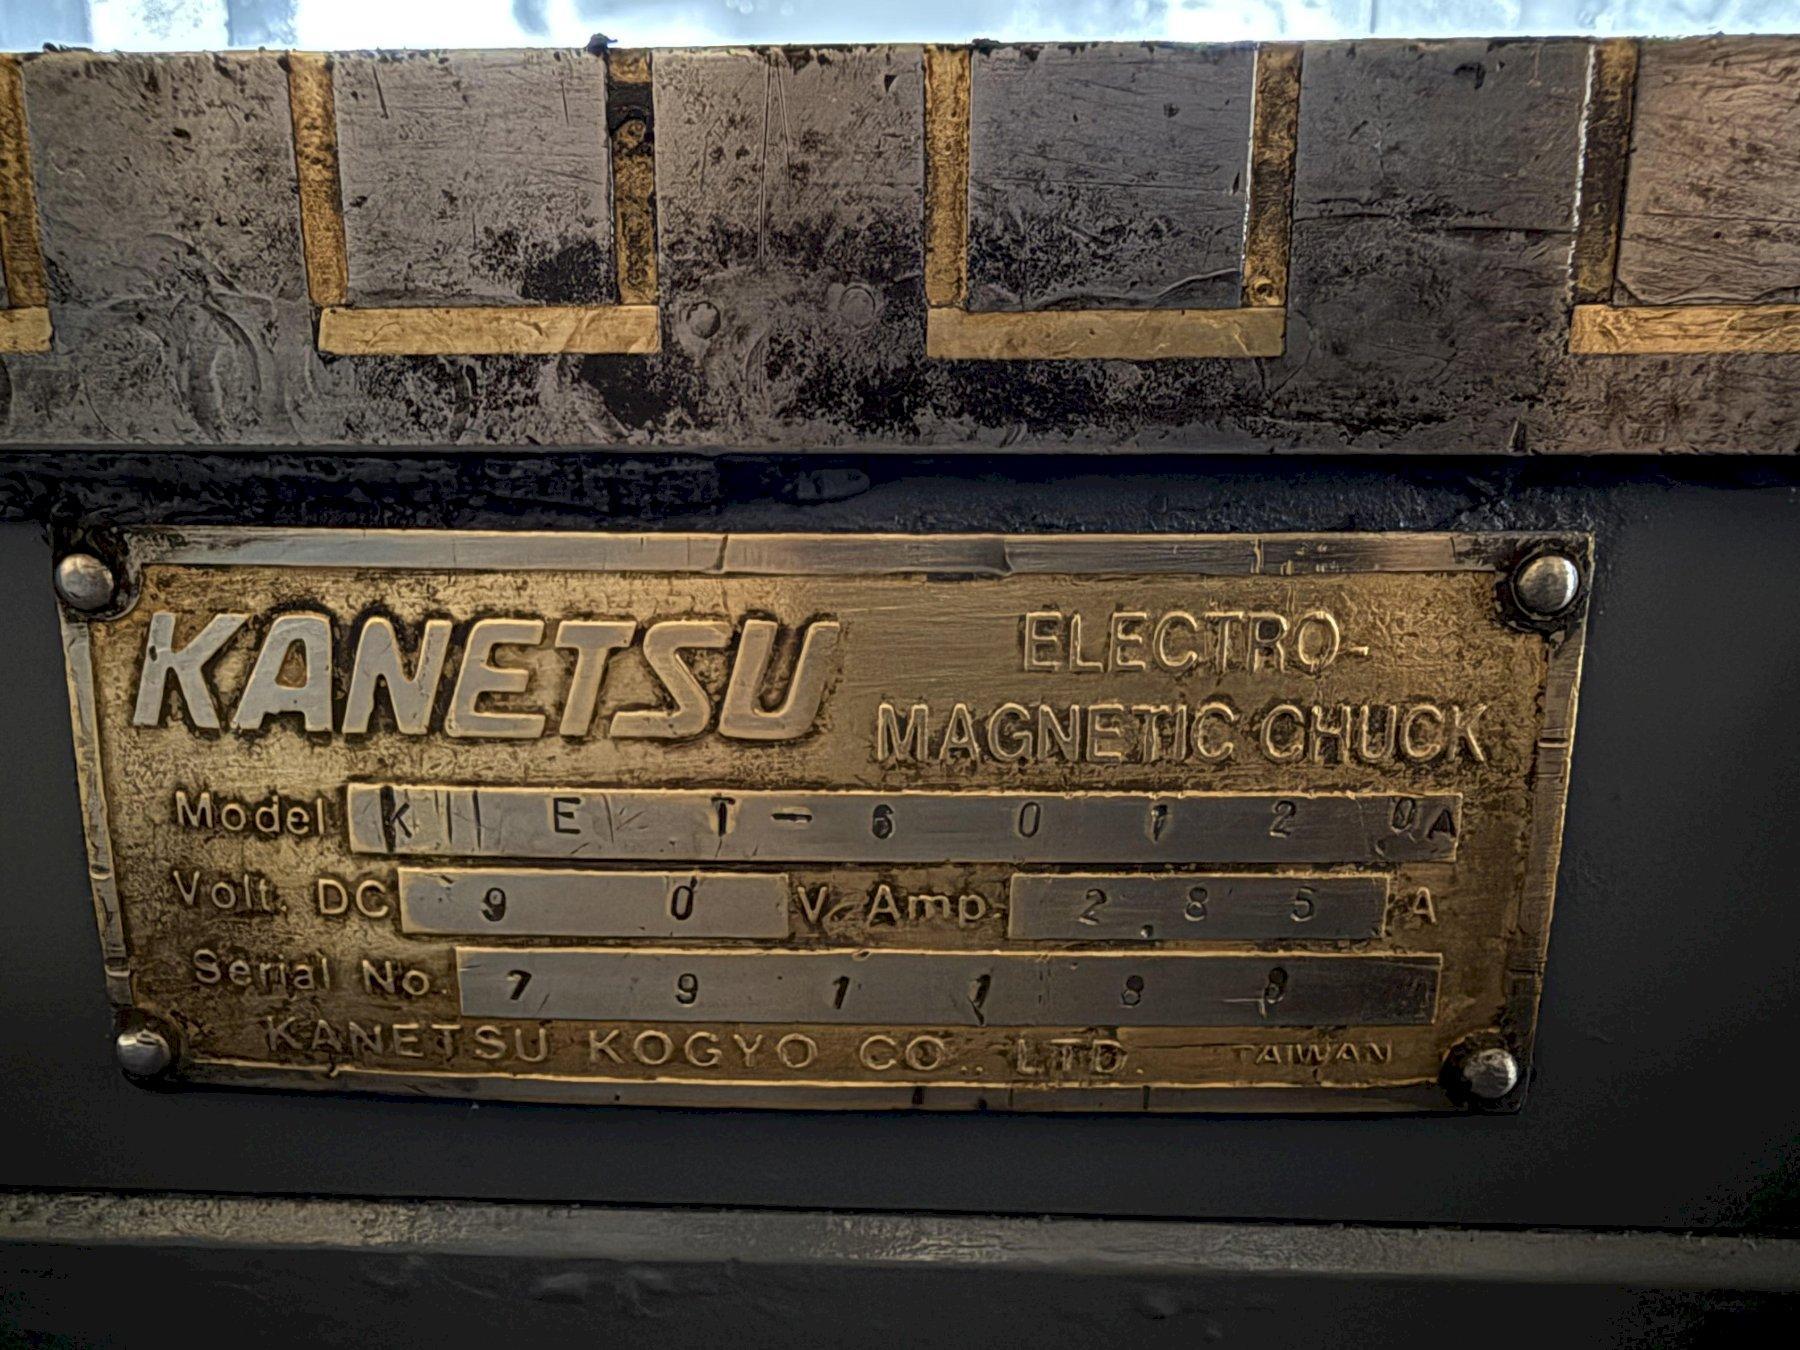 KANETSU ELECTRO-
MAGNETIC CHUCK
Model KET-60120A
Volt. DC 90 V Amp. 2.85 A
Serial No. 791188
KANETSU KOGYO CO., LTD. TAIWAN